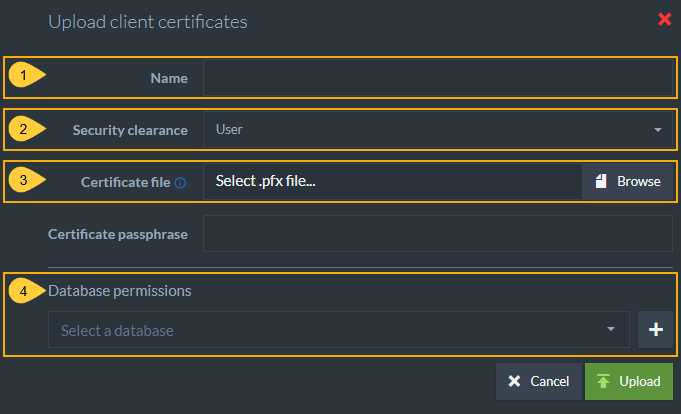 Upload client certificates
1 Name
2 Security clearance User
3 Certificate file Select .pfx file... Browse
Certificate passphrase
4 Database permissions
Select a database
Cancel Upload